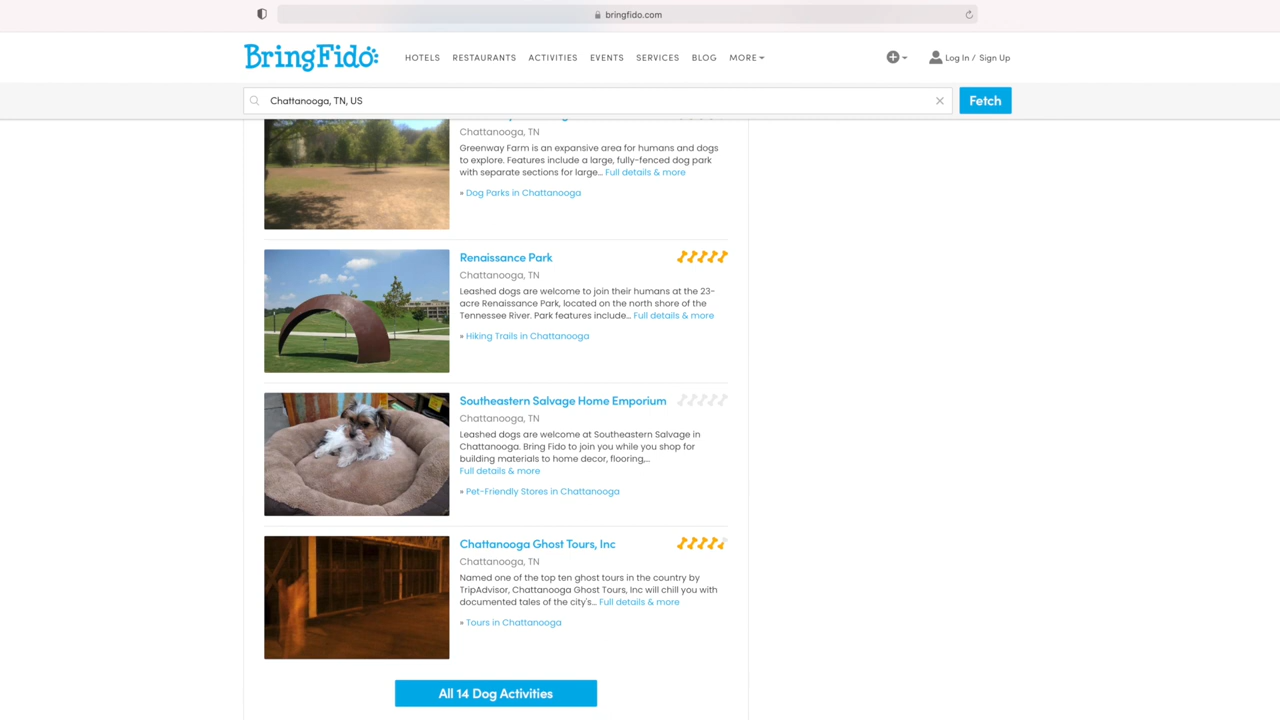 bringfido.com
BringFido
HOTELS RESTAURANTS ACTIVITIES EVENTS SERVICES BLOG MORE
Log In / Sign Up
Chattanooga, TN, US
Fetch
Chattanooga, TN
Greenway Farm is an expansive area for humans and dogs
to explore. Features include a large, fully-fenced dog park
with separate sections for large... Full details & more
» Dog Parks in Chattanooga
Renaissance Park
Chattanooga, TN
Leashed dogs are welcome to join their humans at the 23-
acre Renaissance Park, located on the north shore of the
Tennessee River. Park features include... Full details & more
» Hiking Trails in Chattanooga
Southeastern Salvage Home Emporium
Chattanooga, TN
Leashed dogs are welcome at Southeastern Salvage in
Chattanooga. Bring Fido to join you while you shop for
building materials to home decor, flooring,...
Full details & more
» Pet-Friendly Stores in Chattanooga
Chattanooga Ghost Tours, Inc
Chattanooga, TN
Named one of the top ten ghost tours in the country by
TripAdvisor, Chattanooga Ghost Tours, Inc will chill you with
documented tales of the city's... Full details & more
» Tours in Chattanooga
All 14 Dog Activities